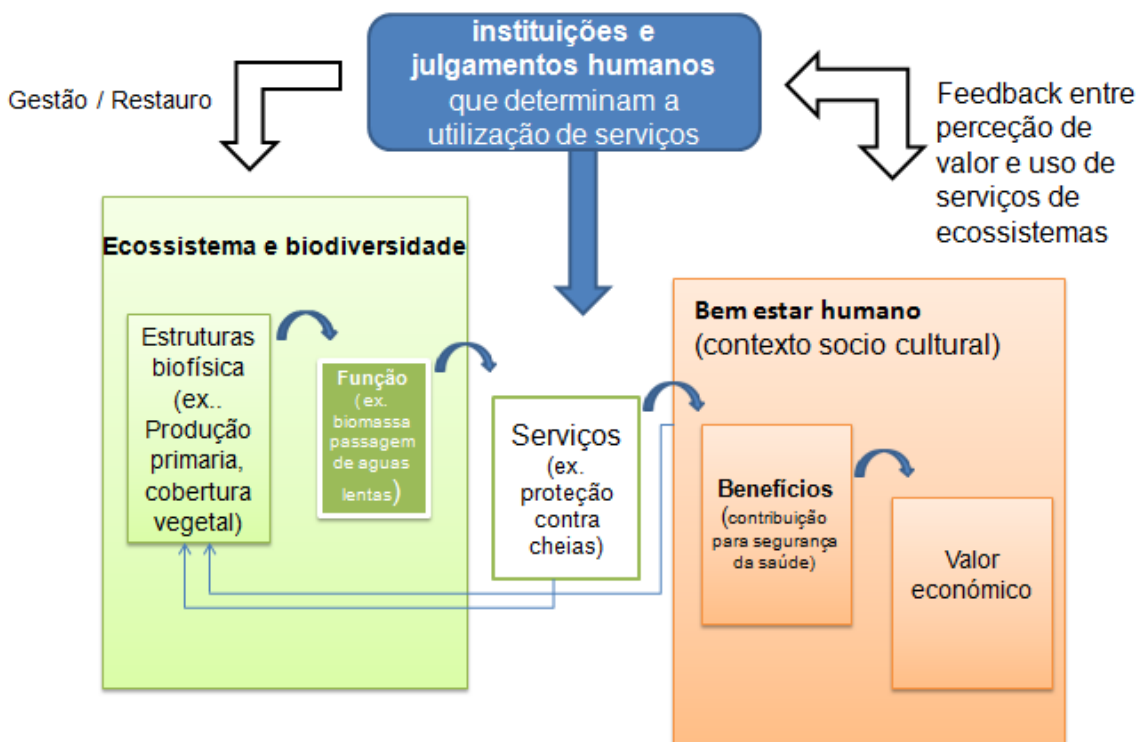 instituições e
julgamentos humanos
que determinam a
utilização de serviços
Gestão / Restauro
Feedback entre
perceção de
valor e uso de
serviços de
ecossistemas
Ecossistema e biodiversidade
Estruturas
biofísica
(ex..
Produção
primaria,
cobertura
vegetal)
Função
( ex.
biomassa
passagem
de aguas
lentas)
Serviços
(ex.
proteção
contra
cheias)
Bem estar humano
(contexto socio cultural)
Benefícios
(contribuição
para segurança
da saúde)
Valor
económico